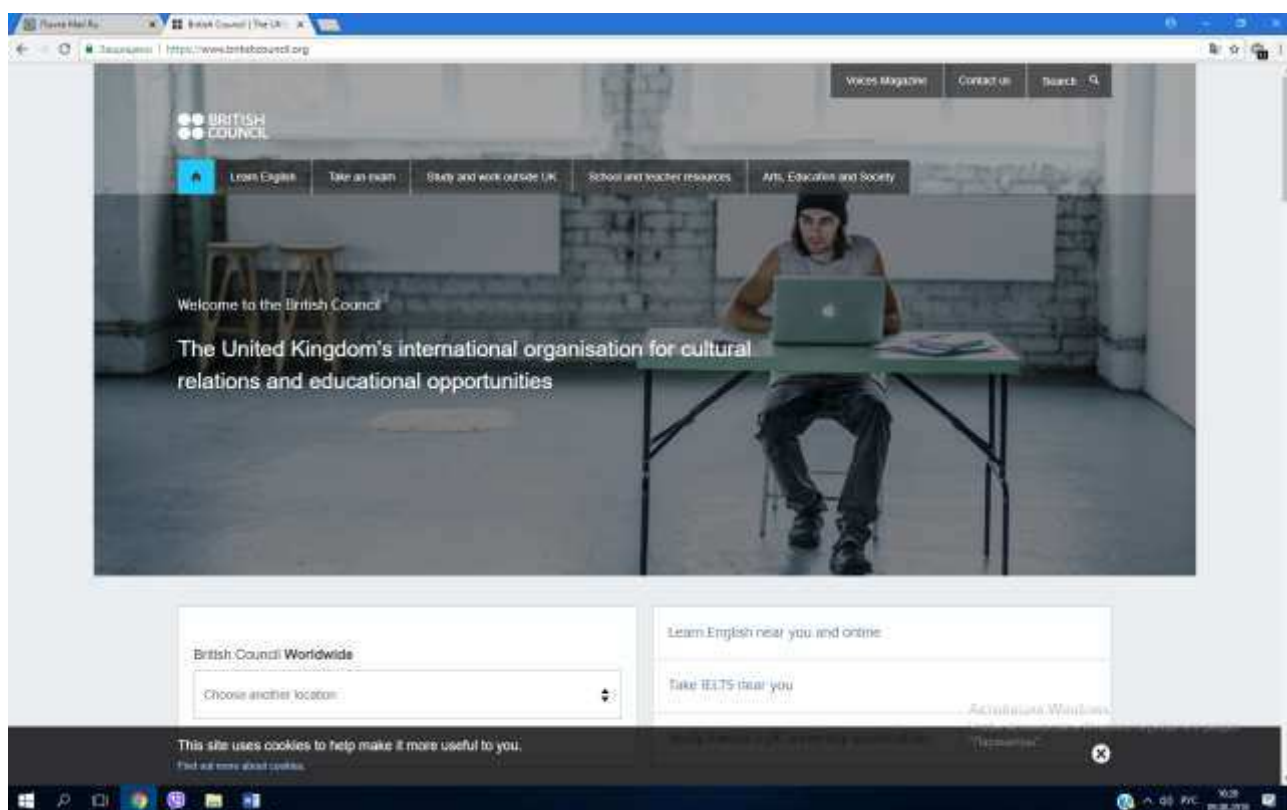 British Council | The UK
https://www.britishcouncil.org
Voices Magazine
Contact us
Search
BRITISH
COUNCIL
Learn English
Take an exam
Study and work outside UK
School and teacher resources
Arts, Education and Society
Welcome to the British Council
The United Kingdom's international organisation for cultural
relations and educational opportunities
British Council Worldwide
Choose another location
Learn English near you and online
Take IELTS near you
Активация Windows
"Параметры".
This site uses cookies to help make it more useful to you.
Find out more about cookies.
РУС